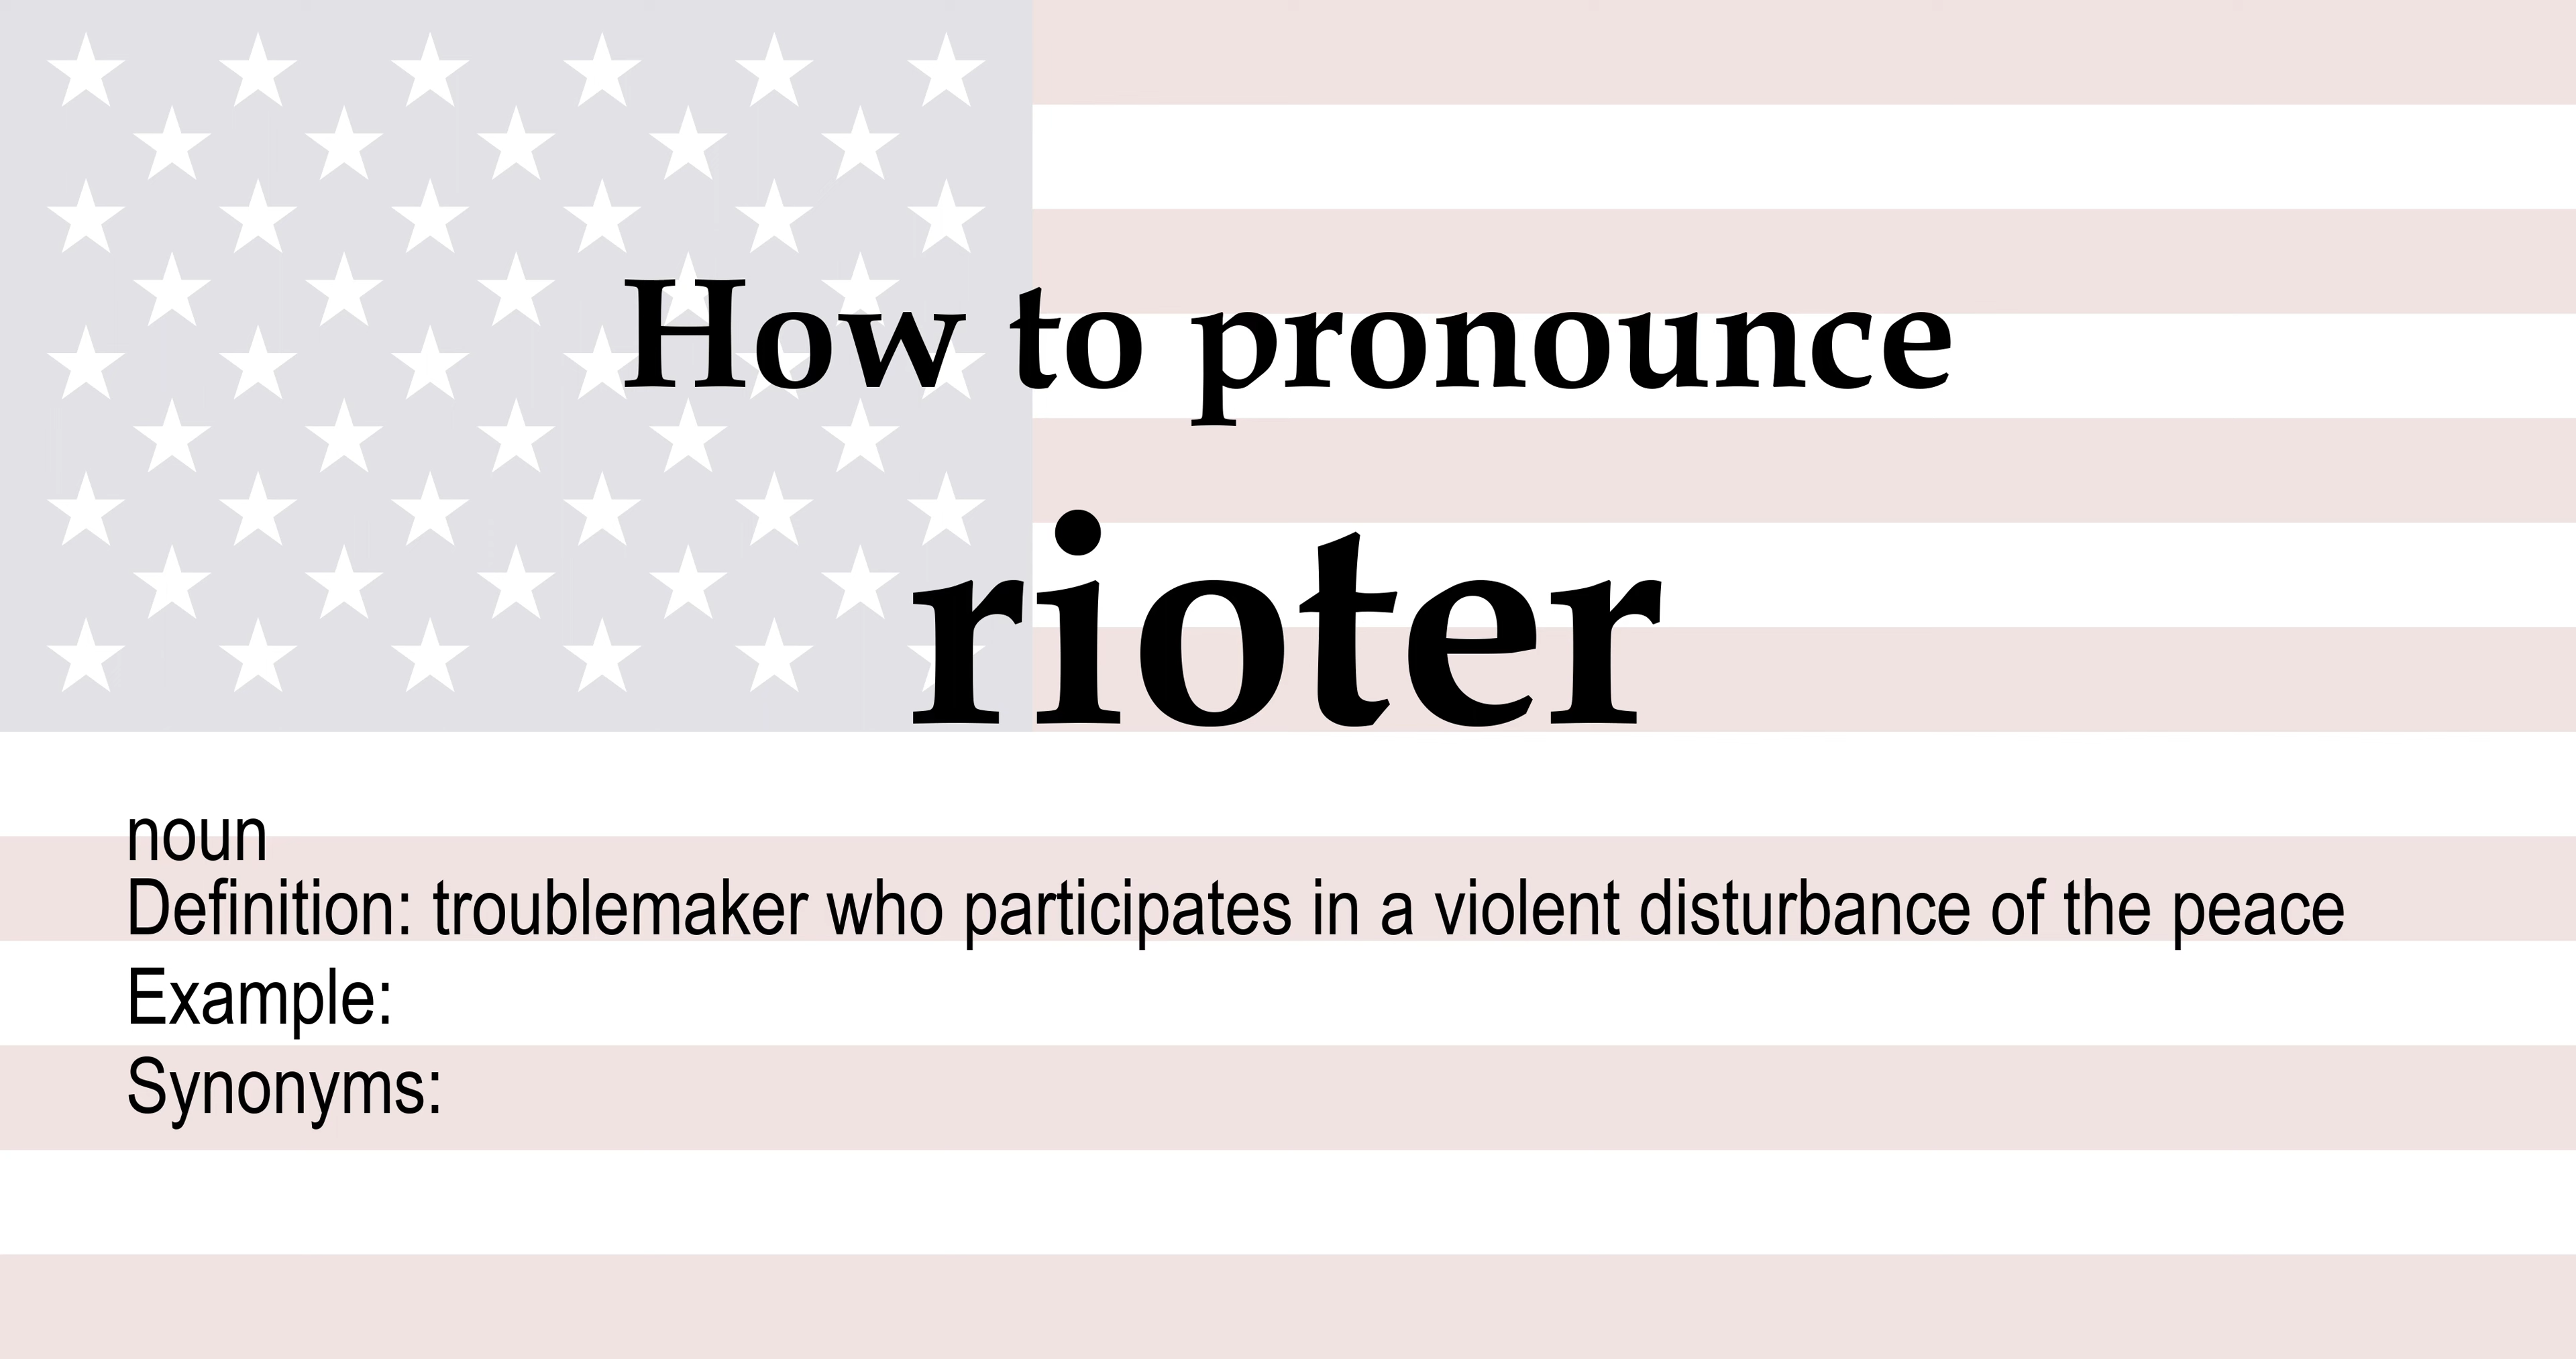 How to pronounce
rioter
noun
Definition: troublemaker who participates in a violent disturbance of the peace
Example:
Synonyms: